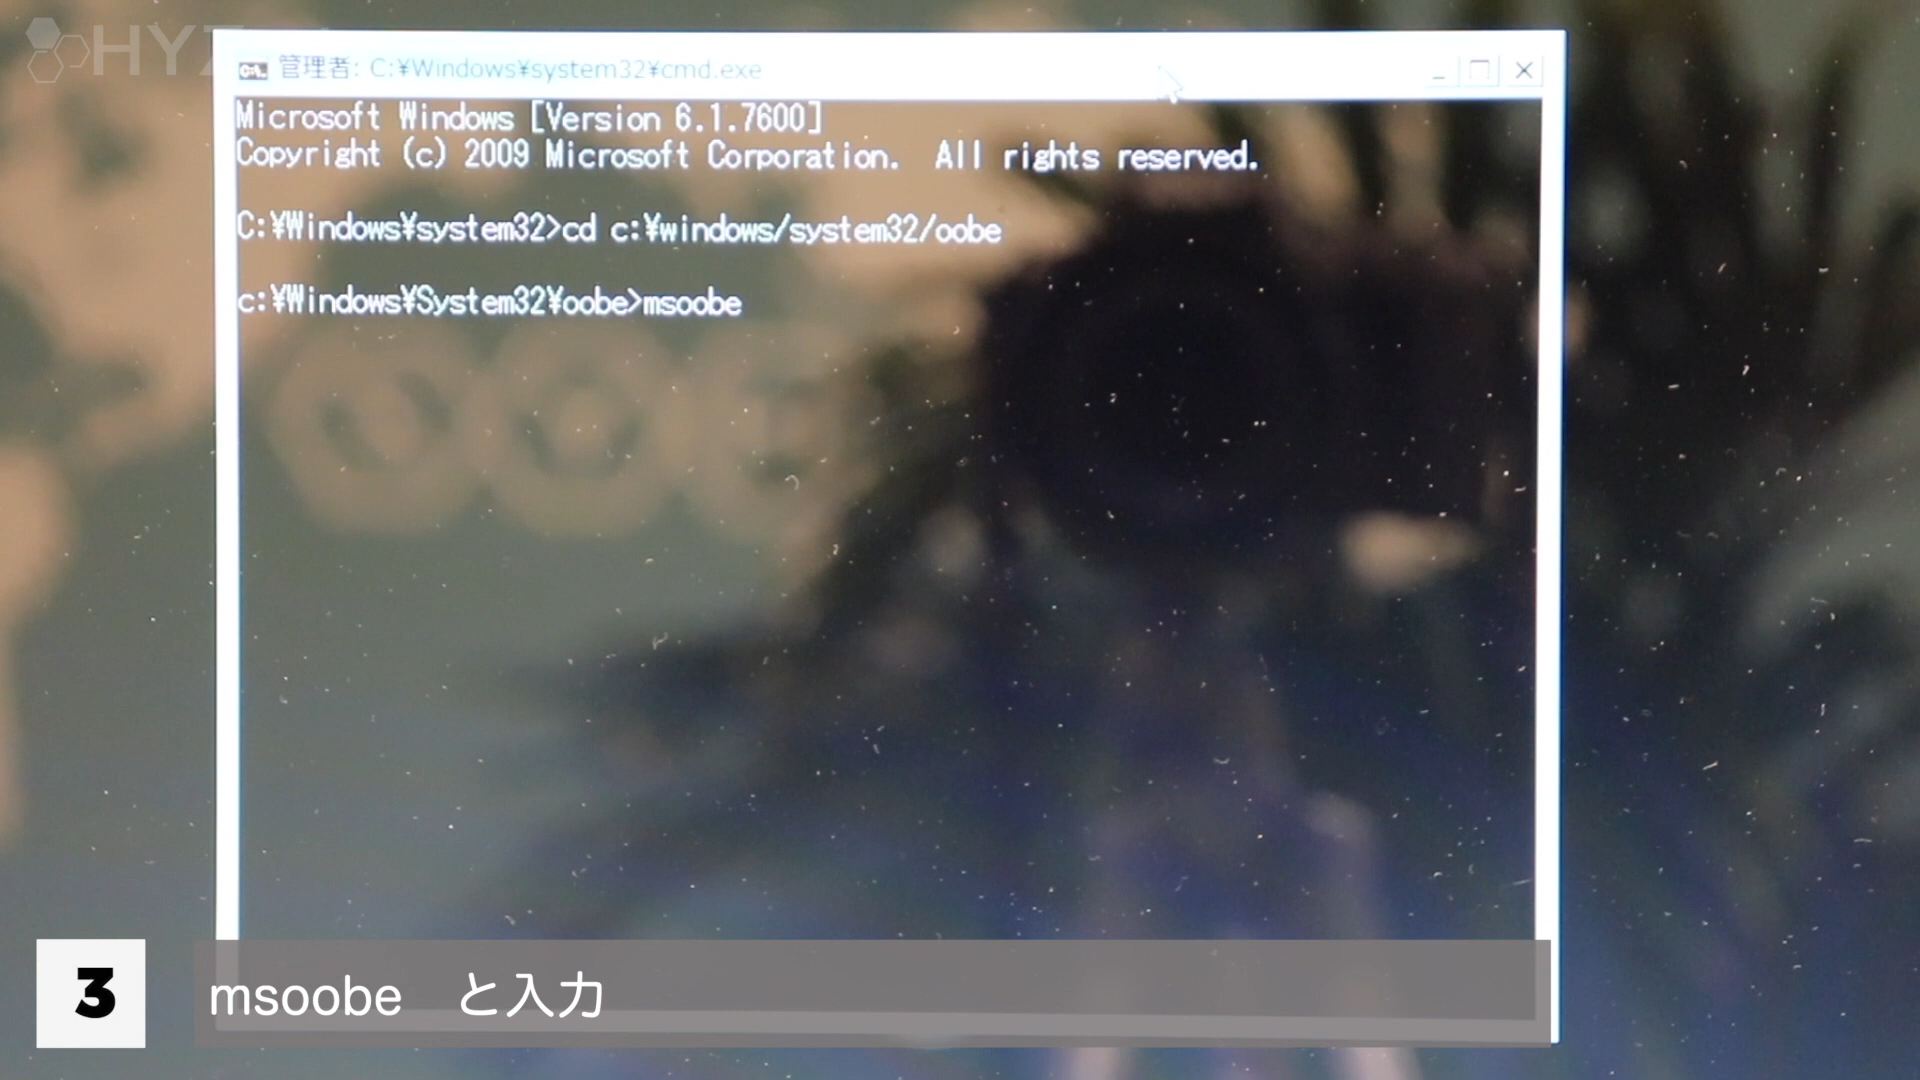 HYZ
管理者: C:¥Windows¥system32¥cmd.exe
Microsoft Windows [Version 6.1.7600]
Copyright (c) 2009 Microsoft Corporation.  All rights reserved.
C:¥Windows¥system32>cd c:¥windows/system32/oobe
c:¥Windows¥System32¥oobe>msoobe
3
msoobe　と入力